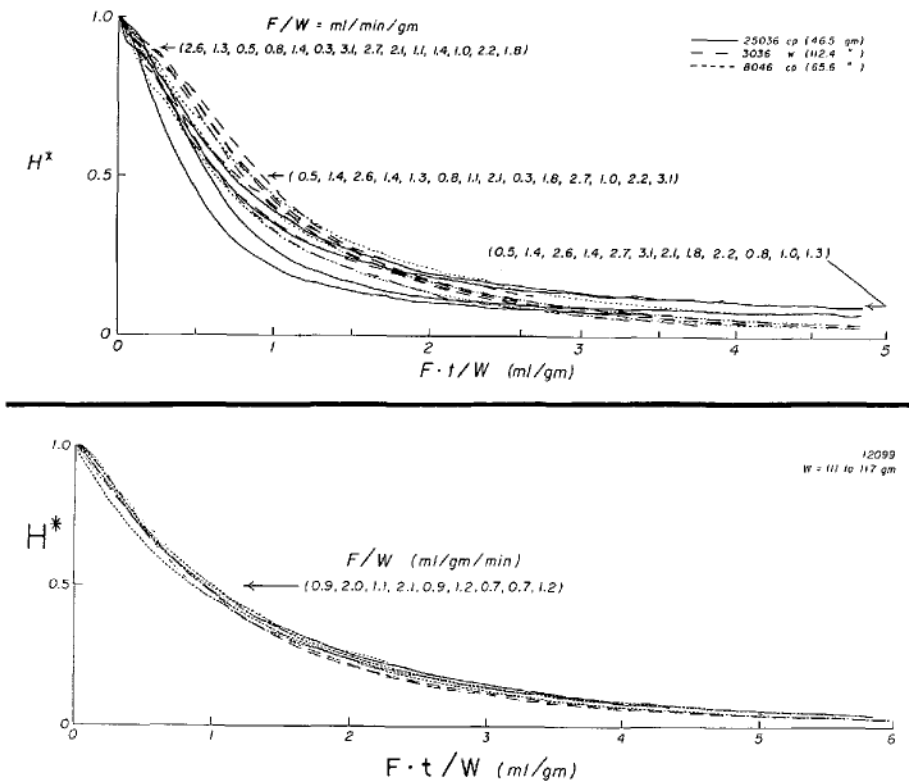 1.0
F/W = ml/min/gm
(2.6, 1.3, 0.5, 0.8, 1.4, 0.3, 3.1, 2.7, 2.1, 1.1, 1.4, 1.0, 2.2, 1.8)
25036 cp (46.5 gm)
3036 w (112.4 ")
8046 cp (65.6 ")
H*
0.5
(0.5, 1.4, 2.6, 1.4, 1.3, 0.8, 1.1, 2.1, 0.3, 1.8, 2.7, 1.0, 2.2, 3.1)
(0.5, 1.4, 2.6, 1.4, 2.7, 3.1, 2.1, 1.8, 2.2, 0.8, 1.0, 1.3)
0
0 1 2 3 4 5
F·t/W (ml/gm)
1.0
12099
W = 111 to 117 gm
H*
F/W (ml/gm/min)
(0.9, 2.0, 1.1, 2.1, 0.9, 1.2, 0.7, 0.7, 1.2)
0.5
0
0 1 2 3 4 5 6
F·t/W (ml/gm)